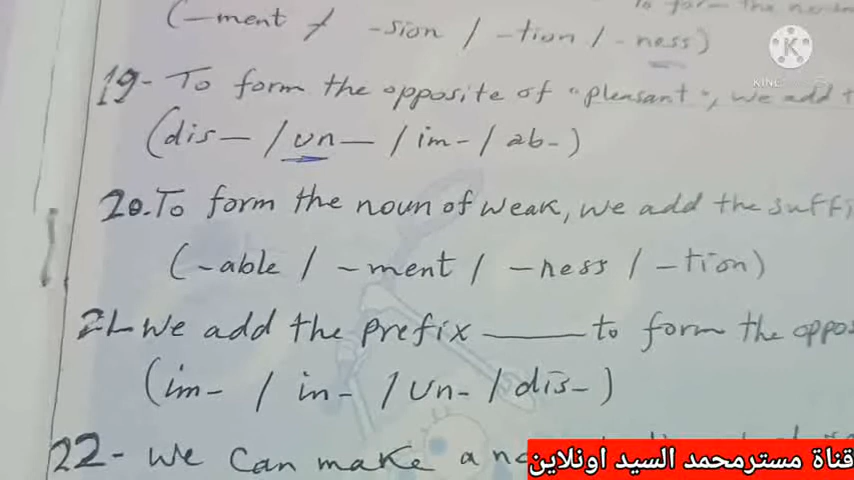 (-ment / -sion / -tion / -ness)
19- To form the opposite of "pleasant", we add
(dis- / un- / im- / ab-)
20. To form the noun of weak, we add the suffi
(-able / -ment / -ness / -tion)
21- We add the prefix ______ to form the oppos
(im- / in- / Un- / dis-)
22- We can make a
قناة مسترمحمد السيد اونلاين
K